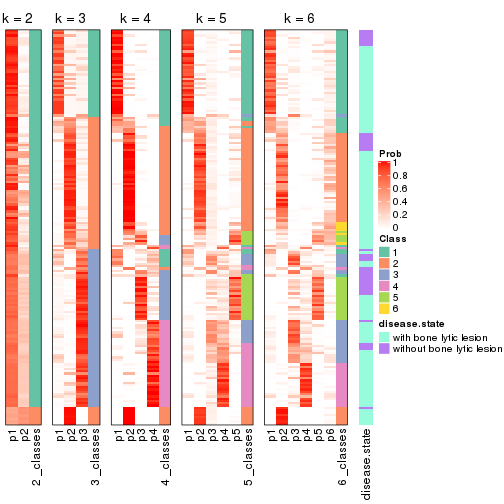 k = 2 k = 3 k = 4 k = 5 k = 6
Prob
1
0.8
0.6
0.4
0.2
0
Class
1
2
3
4
5
6
disease.state
with bone lytic lesion
without bone lytic lesion
p1 p2 2_classes p1 p2 p3 3_classes p1 p2 p3 p4 4_classes p1 p2 p3 p4 p5 5_classes p1 p2 p3 p4 p5 p6 6_classes disease.state